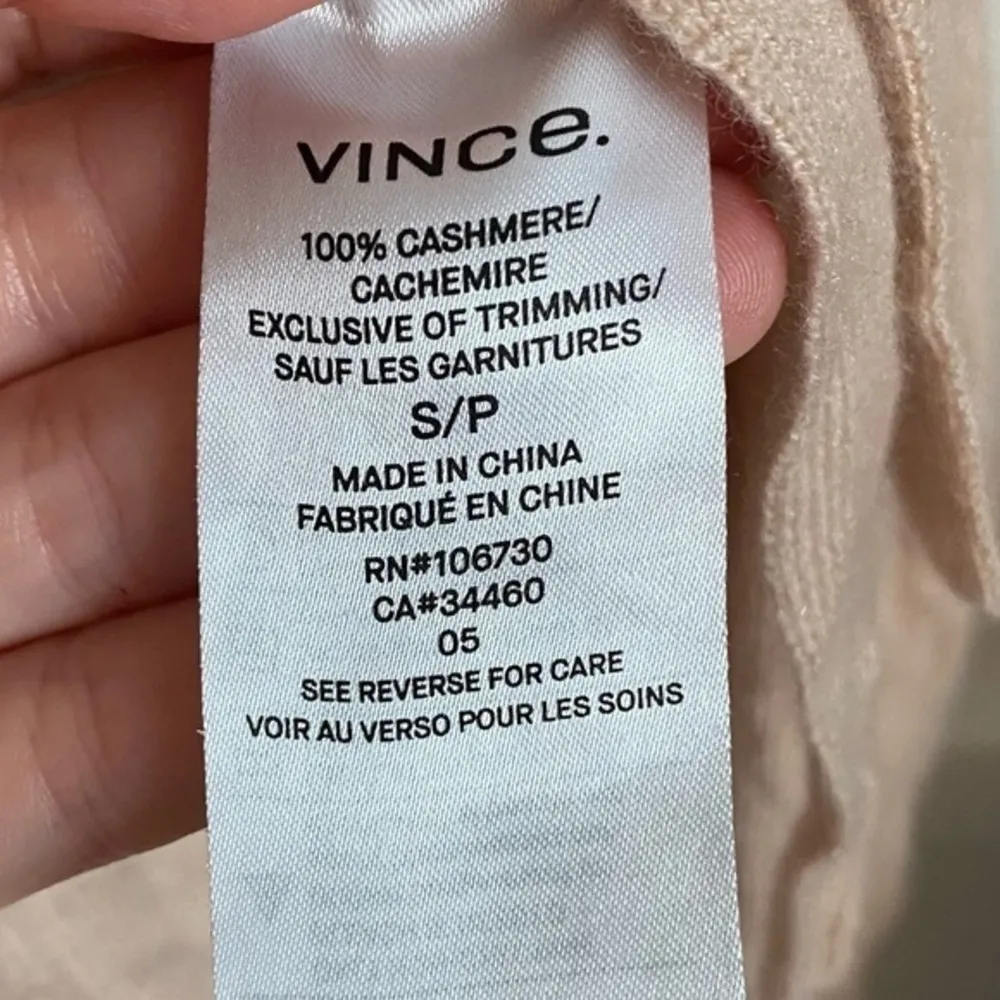 VINCe.
100% CASHMERE/
CACHEMIRE
EXCLUSIVE OF TRIMMING/
SAUF LES GARNITURES
S/P
MADE IN CHINA
FABRIQUÉ EN CHINE
RN#106730
CA#34460
05
SEE REVERSE FOR CARE
VOIR AU VERSO POUR LES SOINS